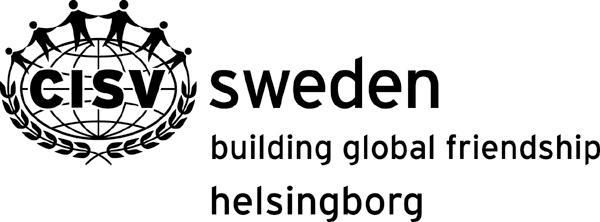 CISV
sweden
building global friendship
helsingborg